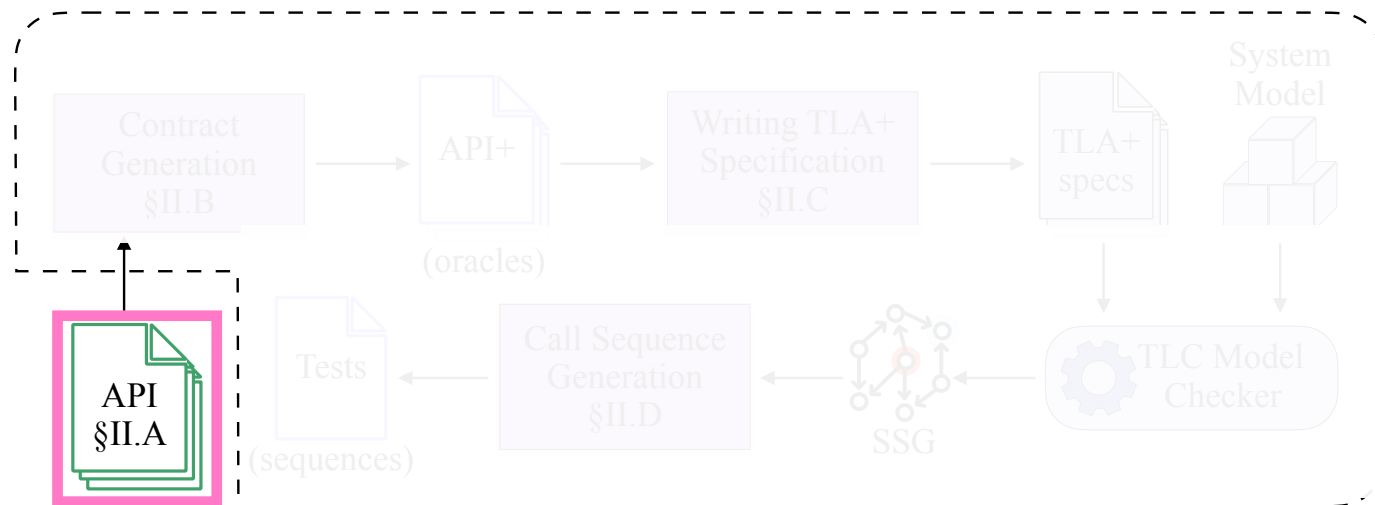 System
Model
Contract
Generation
§II.B
API+
(oracles)
Writing TLA+
Specification
§II.C
TLA+
specs
API
§II.A
Tests
(sequences)
Call Sequence
Generation
§II.D
SSG
TLC Model
Checker